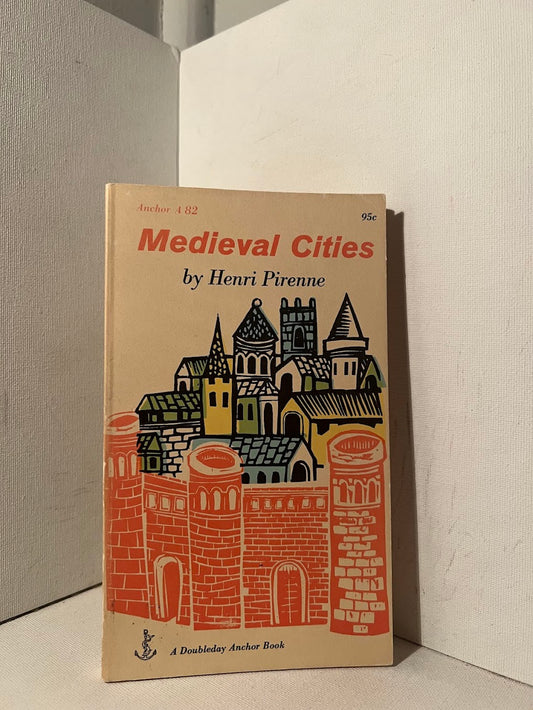 Anchor A 82
95c
Medieval Cities
by Henri Pirenne
A Doubleday Anchor Book